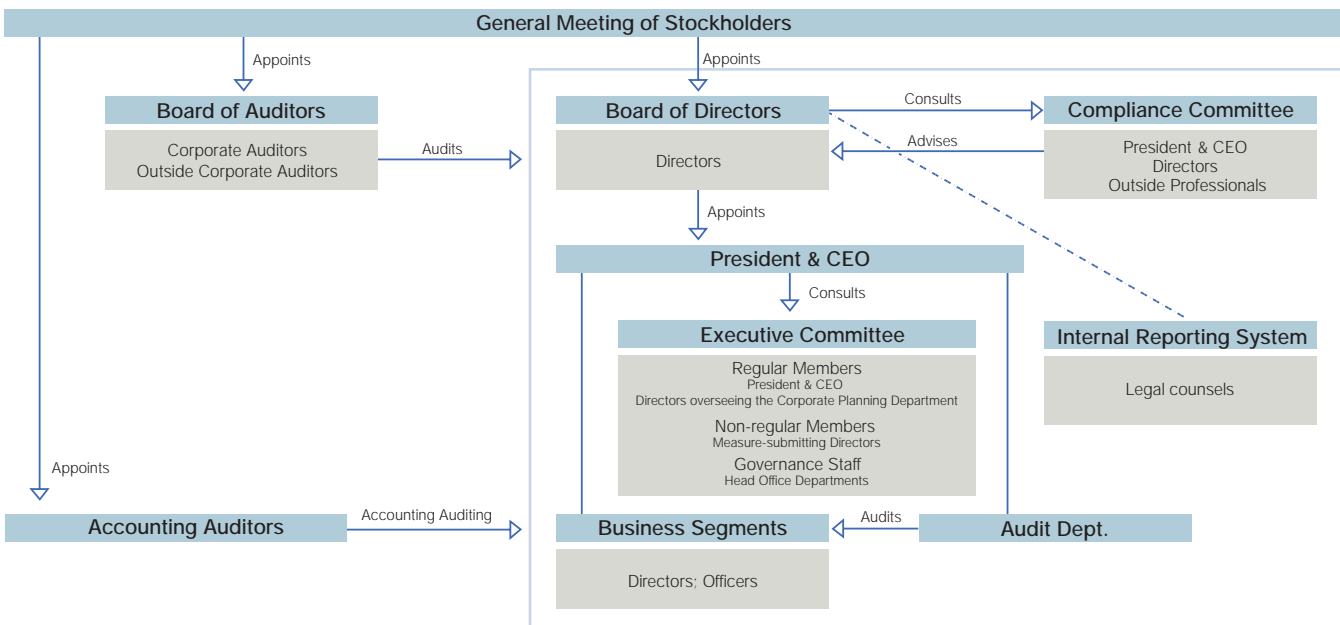 General Meeting of Stockholders
Appoints
Appoints
Board of Auditors
Corporate Auditors
Outside Corporate Auditors
Audits
Board of Directors
Directors
Consults
Advises
Compliance Committee
President & CEO
Directors
Outside Professionals
Appoints
President & CEO
Consults
Executive Committee
Regular Members
President & CEO
Directors overseeing the Corporate Planning Department
Non-regular Members
Measure-submitting Directors
Governance Staff
Head Office Departments
Internal Reporting System
Legal counsels
Appoints
Accounting Auditors
Accounting Auditing
Business Segments
Directors; Officers
Audits
Audit Dept.